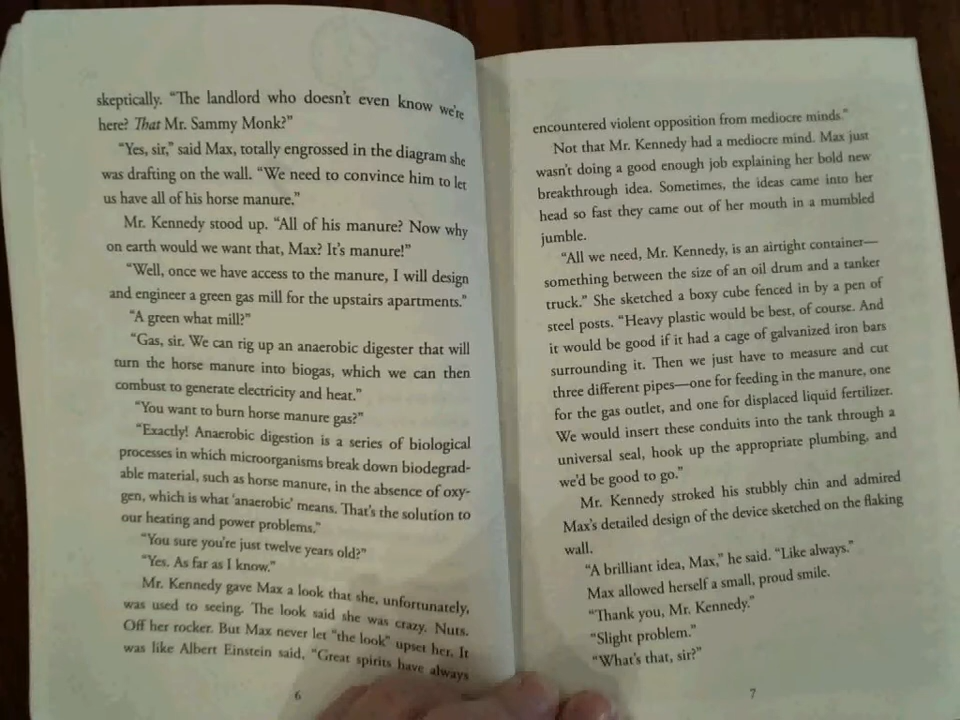 skeptically. “The landlord who doesn’t even know we’re
here? That Mr. Sammy Monk?”
“Yes, sir,” said Max, totally engrossed in the diagram she
was drafting on the wall. “We need to convince him to let
us have all of his horse manure.”
Mr. Kennedy stood up. “All of his manure? Now why
on earth would we want that, Max? It’s manure!”
“Well, once we have access to the manure, I will design
and engineer a green gas mill for the upstairs apartments.”
“A green what mill?”
“Gas, sir. We can rig up an anaerobic digester that will
turn the horse manure into biogas, which we can then
combust to generate electricity and heat.”
“You want to burn horse manure gas?”
“Exactly! Anaerobic digestion is a series of biological
processes in which microorganisms break down biodegrad-
able material, such as horse manure, in the absence of oxy-
gen, which is what ‘anaerobic’ means. That’s the solution to
our heating and power problems.”
“You sure you’re just twelve years old?”
“Yes. As far as I know.”
Mr. Kennedy gave Max a look that she, unfortunately,
was used to seeing. The look said she was crazy. Nuts.
Off her rocker. But Max never let “the look” upset her. It
was like Albert Einstein said, “Great spirits have always
6
encountered violent opposition from mediocre minds.”
Not that Mr. Kennedy had a mediocre mind. Max just
wasn’t doing a good enough job explaining her bold new
breakthrough idea. Sometimes, the ideas came into her
head so fast they came out of her mouth in a mumbled
jumble.
“All we need, Mr. Kennedy, is an airtight container—
something between the size of an oil drum and a tanker
truck.” She sketched a boxy cube fenced in by a pen of
steel posts. “Heavy plastic would be best, of course. And
it would be good if it had a cage of galvanized iron bars
surrounding it. Then we just have to measure and cut
three different pipes—one for feeding in the manure, one
for the gas outlet, and one for displaced liquid fertilizer.
We would insert these conduits into the tank through a
universal seal, hook up the appropriate plumbing, and
we’d be good to go.”
Mr. Kennedy stroked his stubbly chin and admired
Max’s detailed design of the device sketched on the flaking
wall.
“A brilliant idea, Max,” he said. “Like always.”
Max allowed herself a small, proud smile.
“Thank you, Mr. Kennedy.”
“Slight problem.”
“What’s that, sir?”
7